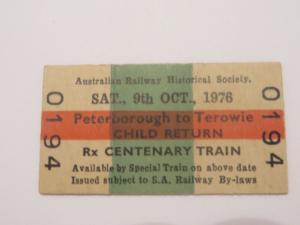 Australian Railway Historical Society.
SAT., 9th OCT., 1976
Peterborough to Terowie
CHILD RETURN
Rx CENTENARY TRAIN
Available by Special Train on above date
Issued subject to S.A. Railway By-laws
0194
0194